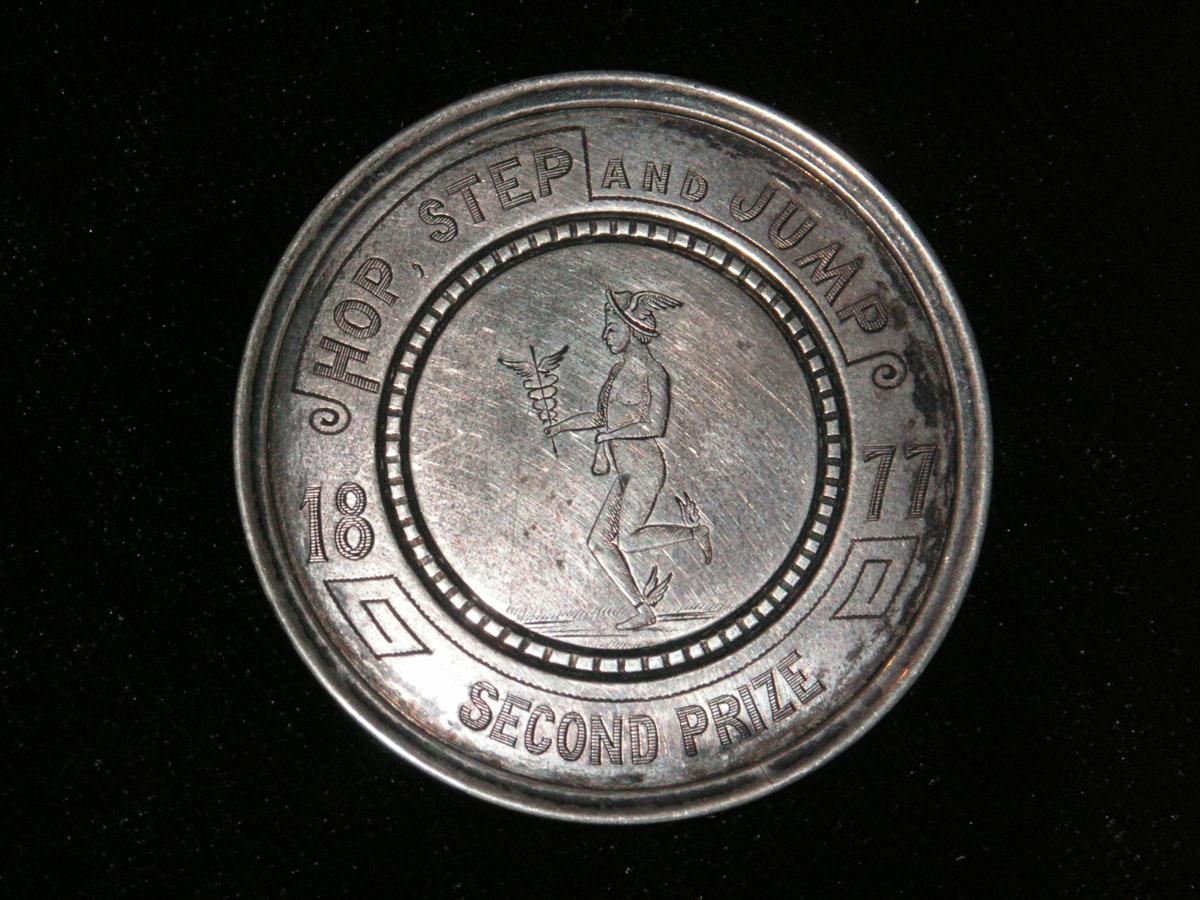 HOP, STEP AND JUMP
18 77
SECOND PRIZE